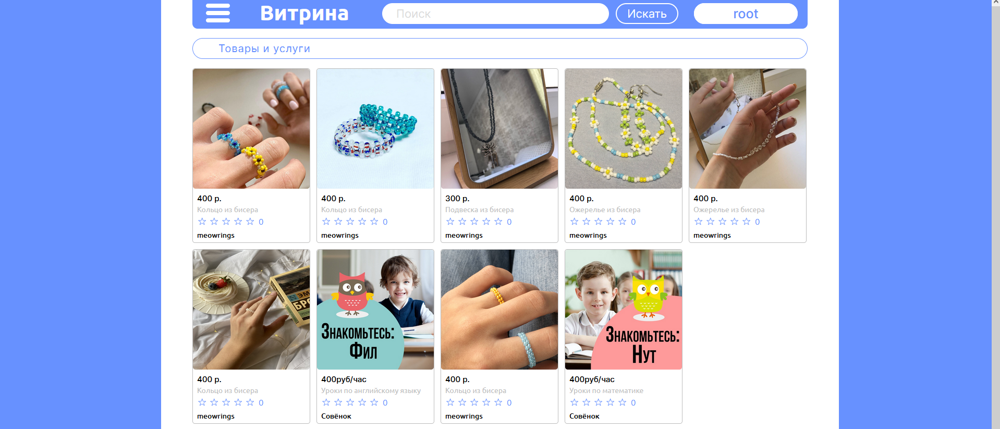 Витрина
Поиск
Искать
root
Товары и услуги
400 р.
Кольцо из бисера
0
meowrings
400 р.
Кольцо из бисера
0
meowrings
300 р.
Подвеска из бисера
0
meowrings
400 р.
Ожерелье из бисера
0
meowrings
400 р.
Ожерелье из бисера
0
meowrings
400 р.
Кольцо из бисера
0
meowrings
Знакомьтесь:
Фил
400руб/час
Уроки по английскому языку
0
Совёнок
400 р.
Кольцо из бисера
0
meowrings
Знакомьтесь:
Нут
400руб/час
Уроки по математике
0
Совёнок